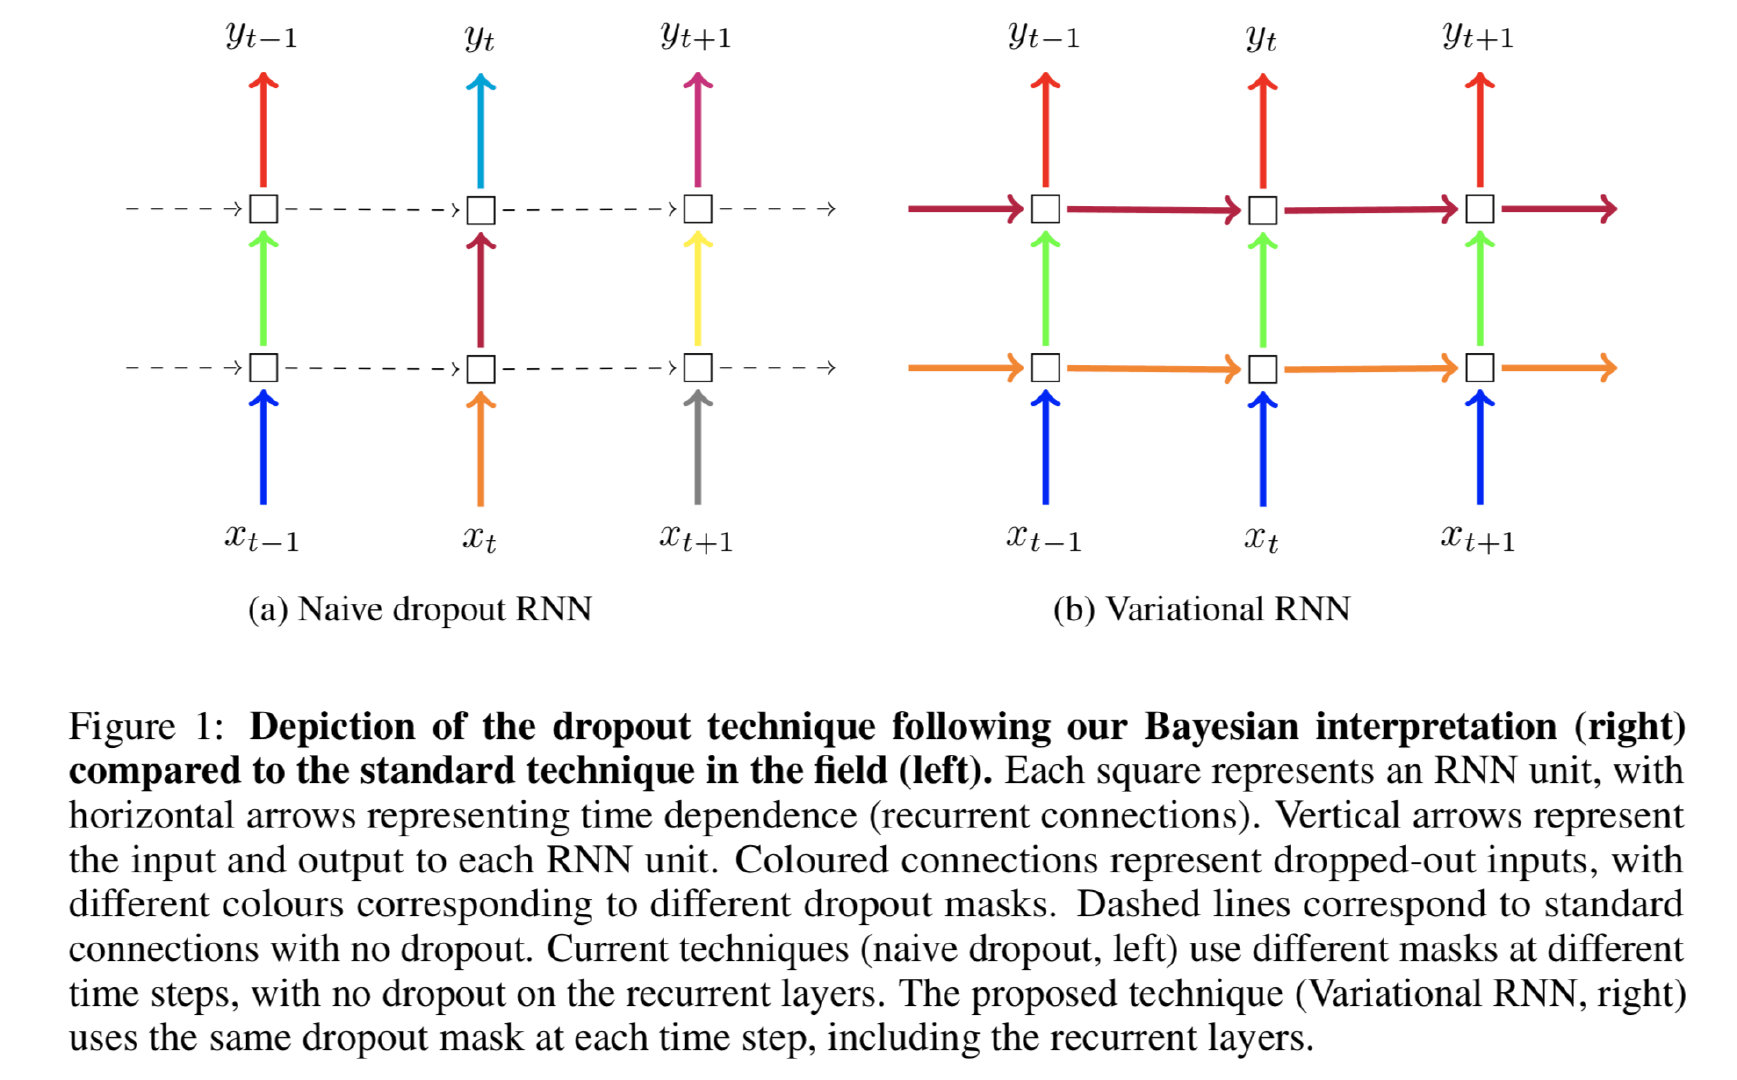 y_{t−1} y_t y_{t+1} y_{t−1} y_t y_{t+1}
x_{t−1} x_t x_{t+1} x_{t−1} x_t x_{t+1}
(a) Naive dropout RNN (b) Variational RNN
Figure 1: Depiction of the dropout technique following our Bayesian interpretation (right)
compared to the standard technique in the field (left). Each square represents an RNN unit, with
horizontal arrows representing time dependence (recurrent connections). Vertical arrows represent
the input and output to each RNN unit. Coloured connections represent dropped-out inputs, with
different colours corresponding to different dropout masks. Dashed lines correspond to standard
connections with no dropout. Current techniques (naive dropout, left) use different masks at different
time steps, with no dropout on the recurrent layers. The proposed technique (Variational RNN, right)
uses the same dropout mask at each time step, including the recurrent layers.